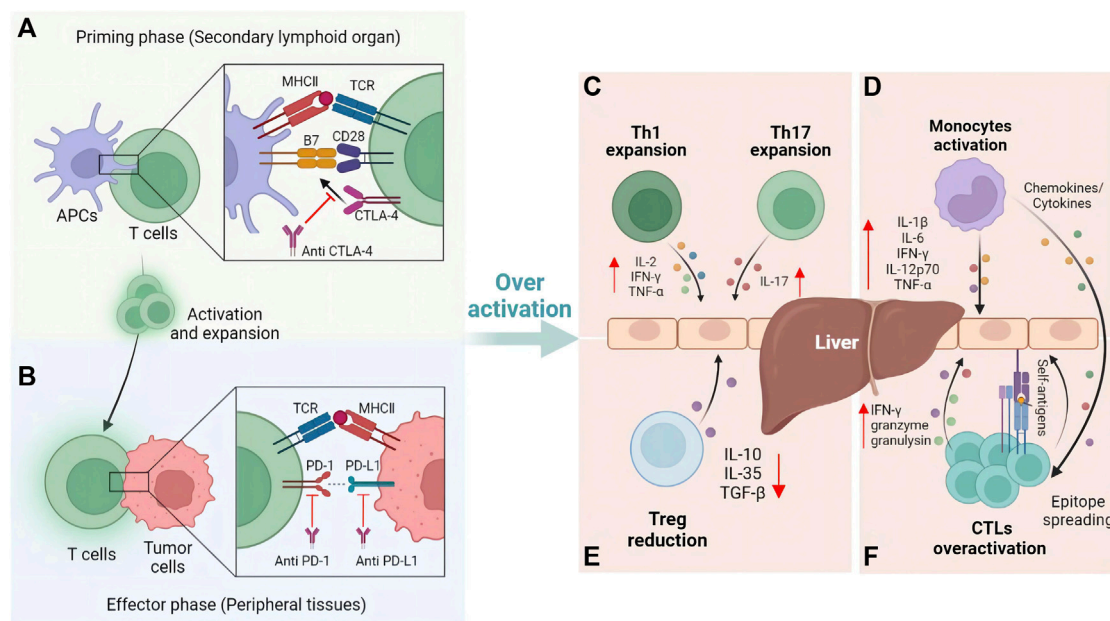 A
Priming phase (Secondary lymphoid organ)
MHCII
TCR
B7
CD28
CTLA-4
Anti CTLA-4
APCs
T cells
Activation
and expansion
B
TCR
MHCII
PD-1
PD-L1
Anti PD-1
Anti PD-L1
T cells
Tumor
cells
Effector phase (Peripheral tissues)
Over
activation
C
Th1
expansion
Th17
expansion
IL-2
IFN-γ
TNF-α
IL-17
D
Monocytes
activation
Chemokines/
Cytokines
IL-1β
IL-6
IFN-γ
IL-12p70
TNF-α
Liver
E
IL-10
IL-35
TGF-β
Treg
reduction
F
IFN-γ
granzyme
granulysin
Self-antigens
Epitope
spreading
CTLs
overactivation